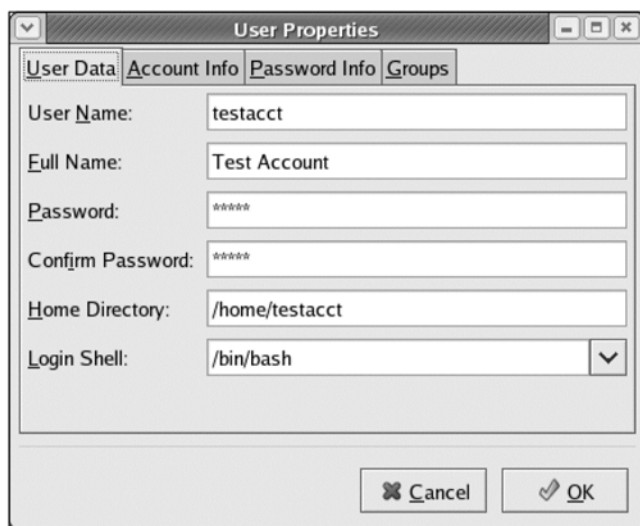 User Properties
User Data Account Info Password Info Groups
User Name: testacct
Full Name: Test Account
Password: *****
Confirm Password: *****
Home Directory: /home/testacct
Login Shell: /bin/bash
Cancel OK